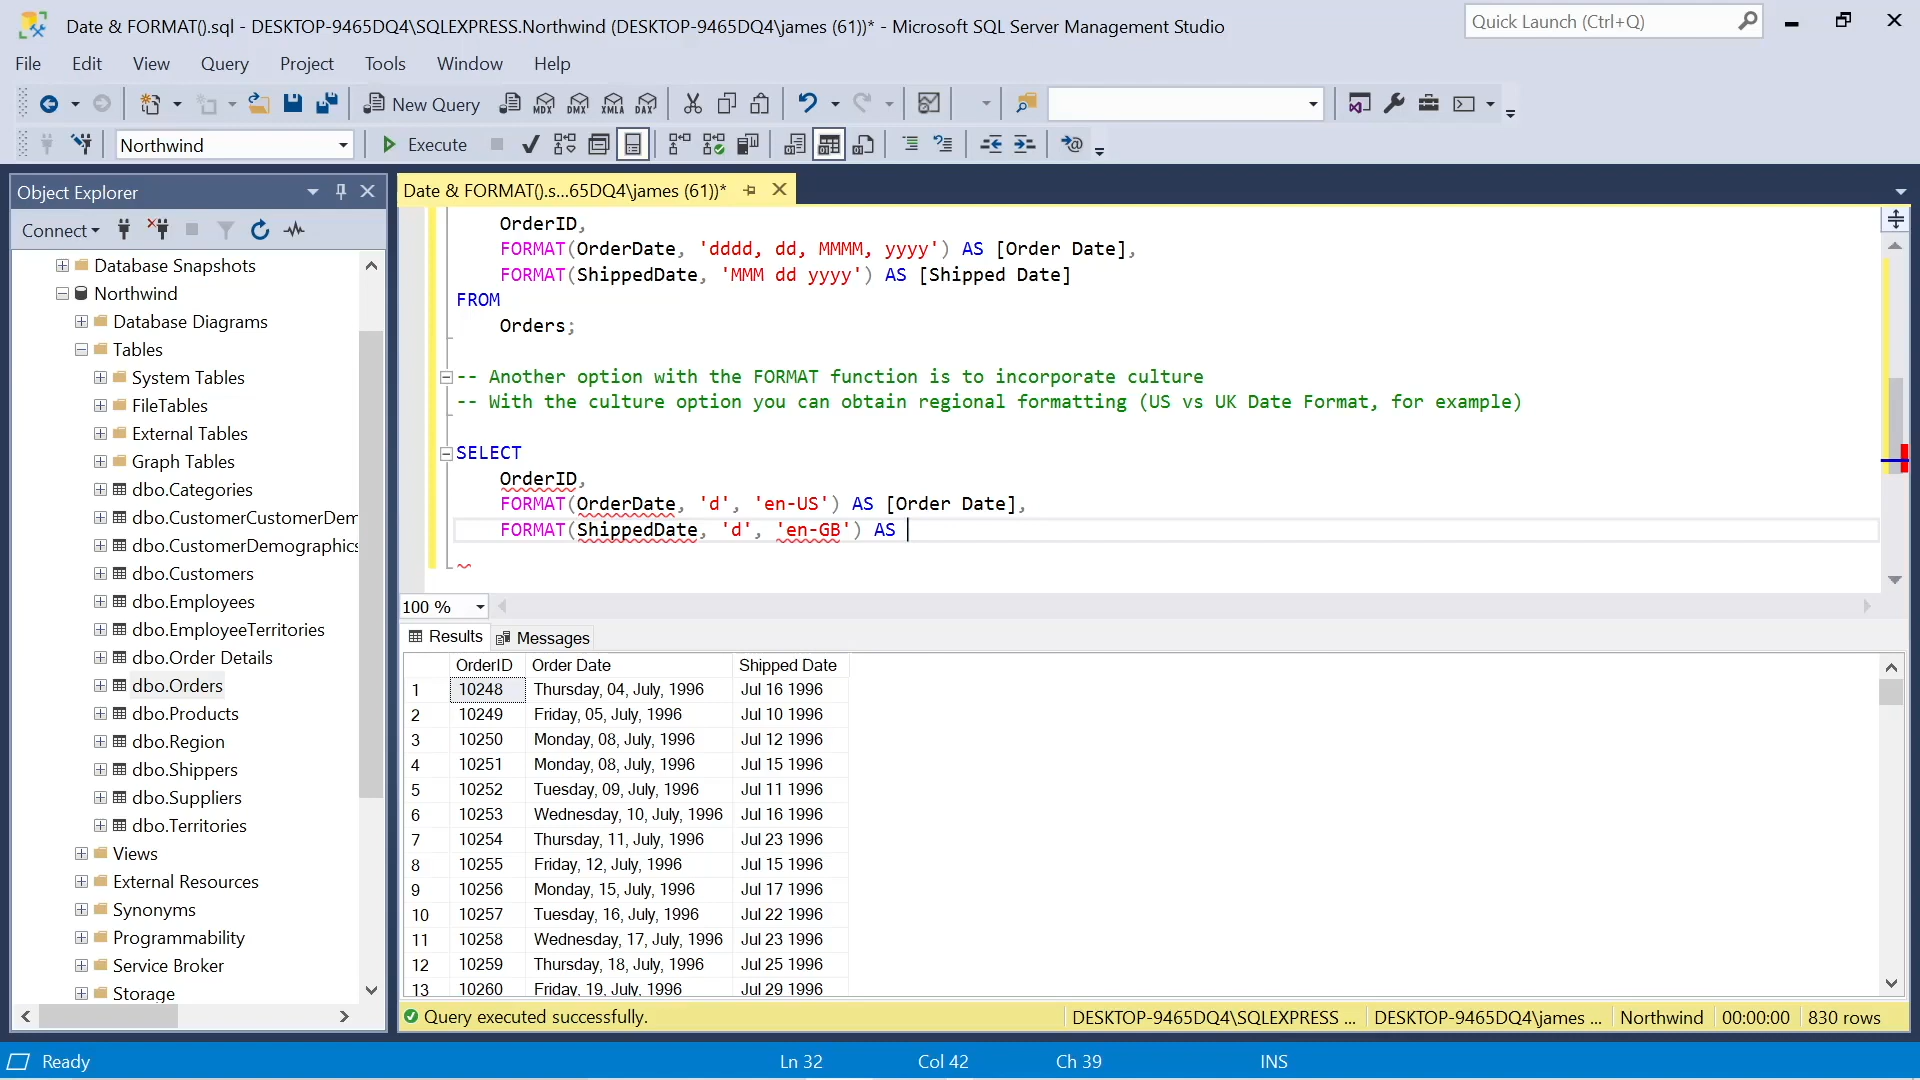 Date & FORMAT().sql - DESKTOP-9465DQ4\SQLEXPRESS.Northwind (DESKTOP-9465DQ4\james (61))* - Microsoft SQL Server Management Studio
Quick Launch (Ctrl+Q)
File Edit View Query Project Tools Window Help
New Query MDX DMX XMLA DAX
Northwind
Execute
Object Explorer
Connect
Database Snapshots
Northwind
Database Diagrams
Tables
System Tables
FileTables
External Tables
Graph Tables
dbo.Categories
dbo.CustomerCustomerDem
dbo.CustomerDemographics
dbo.Customers
dbo.Employees
dbo.EmployeeTerritories
dbo.Order Details
dbo.Orders
dbo.Products
dbo.Region
dbo.Shippers
dbo.Suppliers
dbo.Territories
Views
External Resources
Synonyms
Programmability
Service Broker
Storage
Date & FORMAT().s...65DQ4\james (61))*
OrderID,
FORMAT(OrderDate, 'dddd, dd, MMMM, yyyy') AS [Order Date],
FORMAT(ShippedDate, 'MMM dd yyyy') AS [Shipped Date]
FROM
Orders;
-- Another option with the FORMAT function is to incorporate culture
-- With the culture option you can obtain regional formatting (US vs UK Date Format, for example)
SELECT
OrderID,
FORMAT(OrderDate, 'd', 'en-US') AS [Order Date],
FORMAT(ShippedDate, 'd', 'en-GB') AS
100 %
Results Messages
OrderID Order Date Shipped Date
1 10248 Thursday, 04, July, 1996 Jul 16 1996
2 10249 Friday, 05, July, 1996 Jul 10 1996
3 10250 Monday, 08, July, 1996 Jul 12 1996
4 10251 Monday, 08, July, 1996 Jul 15 1996
5 10252 Tuesday, 09, July, 1996 Jul 11 1996
6 10253 Wednesday, 10, July, 1996 Jul 16 1996
7 10254 Thursday, 11, July, 1996 Jul 23 1996
8 10255 Friday, 12, July, 1996 Jul 15 1996
9 10256 Monday, 15, July, 1996 Jul 17 1996
10 10257 Tuesday, 16, July, 1996 Jul 22 1996
11 10258 Wednesday, 17, July, 1996 Jul 23 1996
12 10259 Thursday, 18, July, 1996 Jul 25 1996
13 10260 Friday, 19, July, 1996 Jul 29 1996
Query executed successfully.
DESKTOP-9465DQ4\SQLEXPRESS ... DESKTOP-9465DQ4\james ... Northwind 00:00:00 830 rows
Ready Ln 32 Col 42 Ch 39 INS